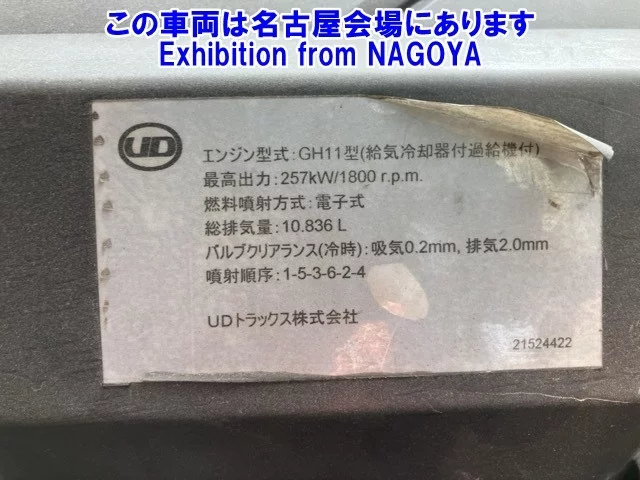 この車両は名古屋会場にあります
Exhibition from NAGOYA
UD
エンジン型式:GH11型(給気冷却器付過給機付)
最高出力:257kW/1800 r.p.m.
燃料噴射方式:電子式
総排気量:10.836 L
バルブクリアランス(冷時):吸気0.2mm, 排気2.0mm
噴射順序:1-5-3-6-2-4
UDトラックス株式会社
21524422